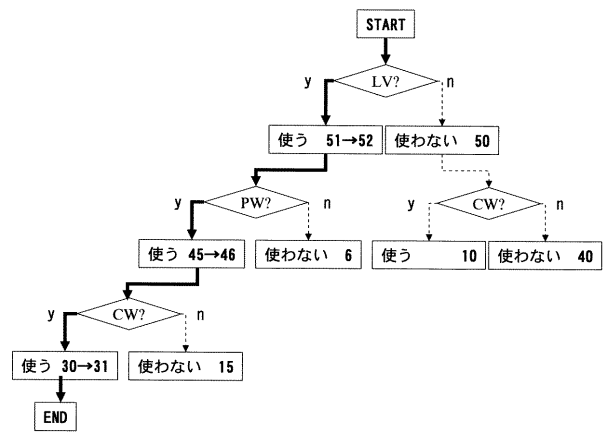 START
y LV? n
使う 51→52 使わない 50
y PW? n y CW? n
使う 45→46 使わない 6 使う 10 使わない 40
y CW? n
使う 30→31 使わない 15
END